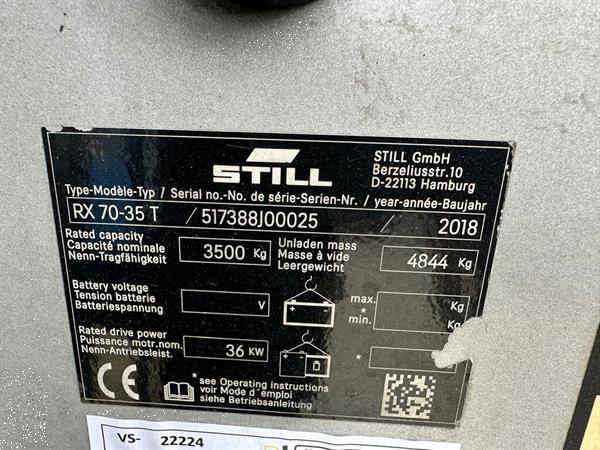 STILL
STILL GmbH
Berzeliusstr.10
D-22113 Hamburg
Type-Modèle-Typ / Serial no.-No. de série-Serien-Nr. / year-année-Baujahr
RX 70-35 T / 517388J00025 / 2018
Rated capacity
Capacité nominale
Nenn-Tragfähigkeit
3500 Kg
Unladen mass
Masse à vide
Leergewicht
4844 Kg
Battery voltage
Tension batterie
Batteriespannung
V
max. Kg
*
min. Kg
Rated drive power
Puissance motr.nom.
Nenn-Antriebsleist.
36 KW
*
CE
*see Operating instructions
voir Mode d'emploi
siehe Betriebsanleitung
VS- 22224